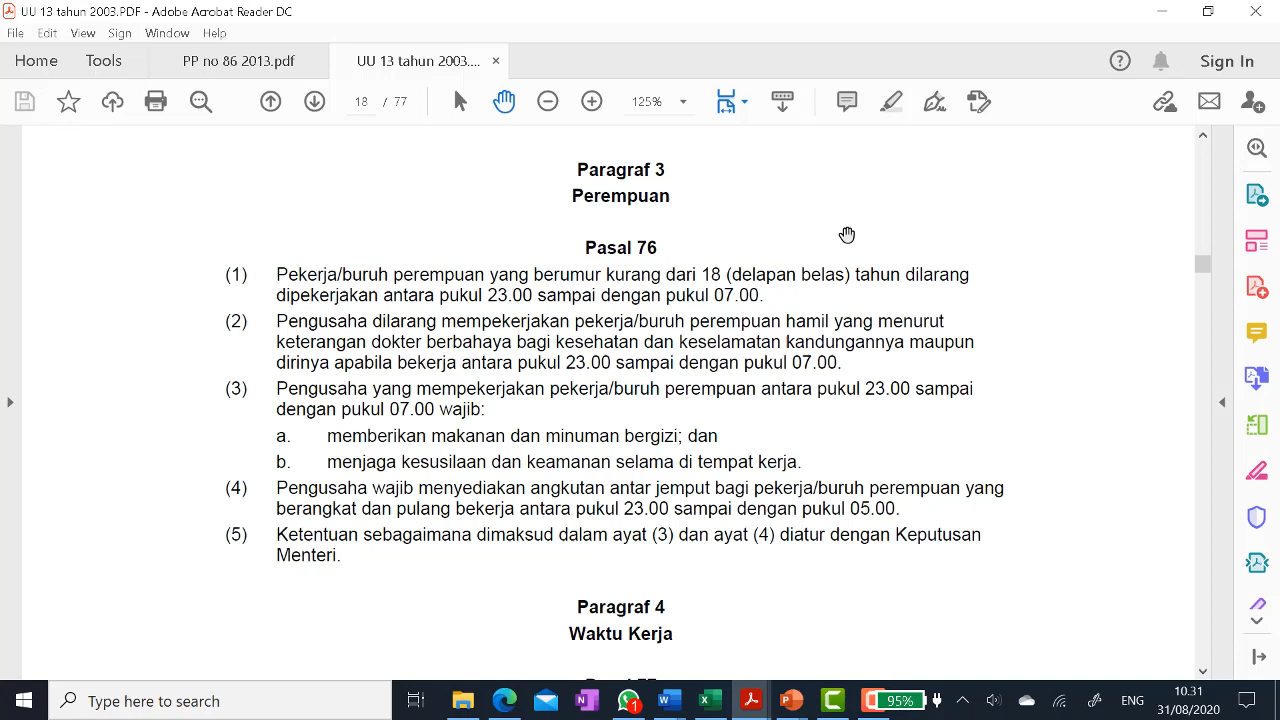 UU 13 tahun 2003.PDF - Adobe Acrobat Reader DC
File Edit View Sign Window Help
Home Tools PP no 86 2013.pdf UU 13 tahun 2003.... × Sign In
18 / 77 125%
Paragraf 3
Perempuan
Pasal 76
(1) Pekerja/buruh perempuan yang berumur kurang dari 18 (delapan belas) tahun dilarang
dipekerjakan antara pukul 23.00 sampai dengan pukul 07.00.
(2) Pengusaha dilarang mempekerjakan pekerja/buruh perempuan hamil yang menurut
keterangan dokter berbahaya bagi kesehatan dan keselamatan kandungannya maupun
dirinya apabila bekerja antara pukul 23.00 sampai dengan pukul 07.00.
(3) Pengusaha yang mempekerjakan pekerja/buruh perempuan antara pukul 23.00 sampai
dengan pukul 07.00 wajib:
a. memberikan makanan dan minuman bergizi; dan
b. menjaga kesusilaan dan keamanan selama di tempat kerja.
(4) Pengusaha wajib menyediakan angkutan antar jemput bagi pekerja/buruh perempuan yang
berangkat dan pulang bekerja antara pukul 23.00 sampai dengan pukul 05.00.
(5) Ketentuan sebagaimana dimaksud dalam ayat (3) dan ayat (4) diatur dengan Keputusan
Menteri.
Paragraf 4
Waktu Kerja
Type here to search 1 95% ENG 10.31
31/08/2020